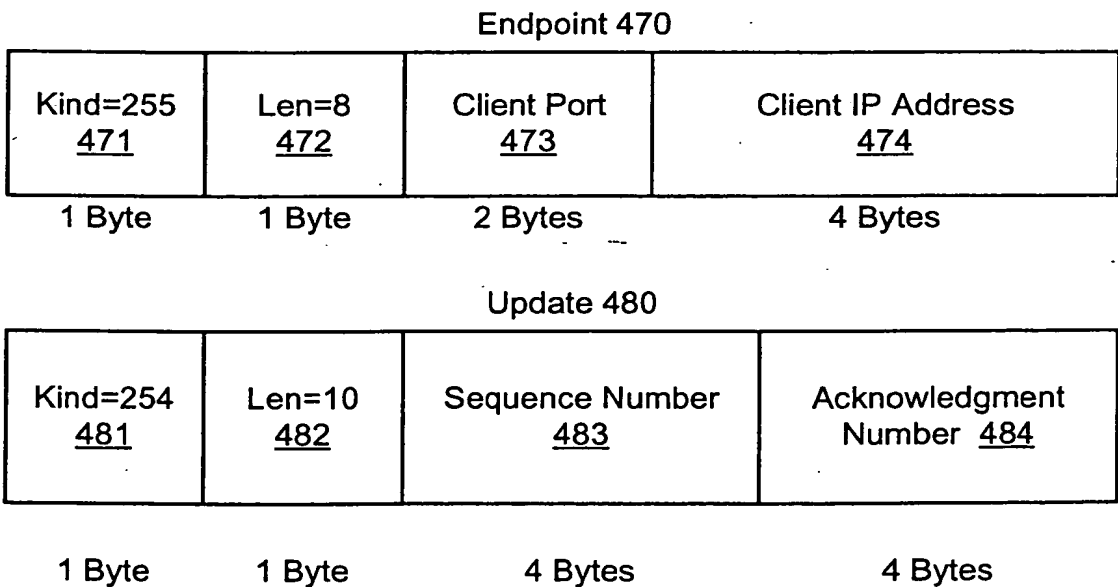 Endpoint 470
Kind=255 Len=8 Client Port Client IP Address
471 472 473 474
1 Byte 1 Byte 2 Bytes 4 Bytes
Update 480
Kind=254 Len=10 Sequence Number Acknowledgment
481 482 483 Number 484
1 Byte 1 Byte 4 Bytes 4 Bytes